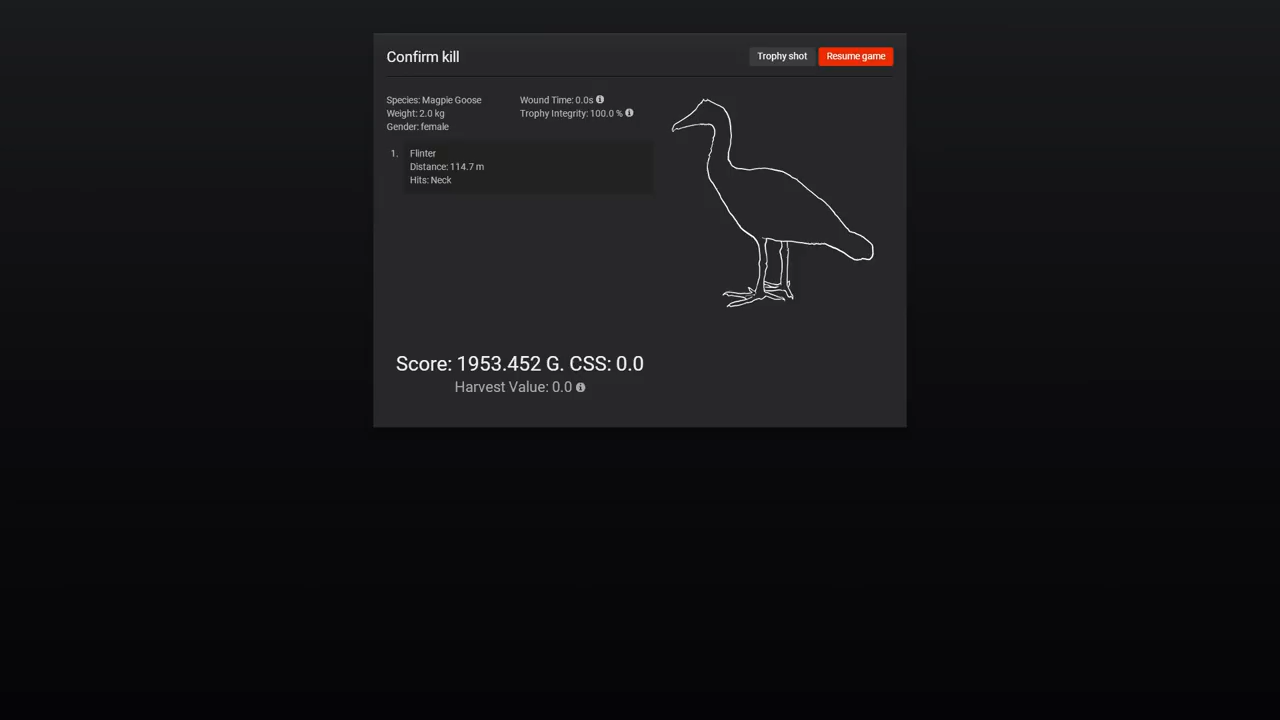 Confirm kill
Trophy shot
Resume game
Species: Magpie Goose
Weight: 2.0 kg
Gender: female
Wound Time: 0.0s
Trophy Integrity: 100.0 %
1. Flinter
Distance: 114.7 m
Hits: Neck
Score: 1953.452 G. CSS: 0.0
Harvest Value: 0.0